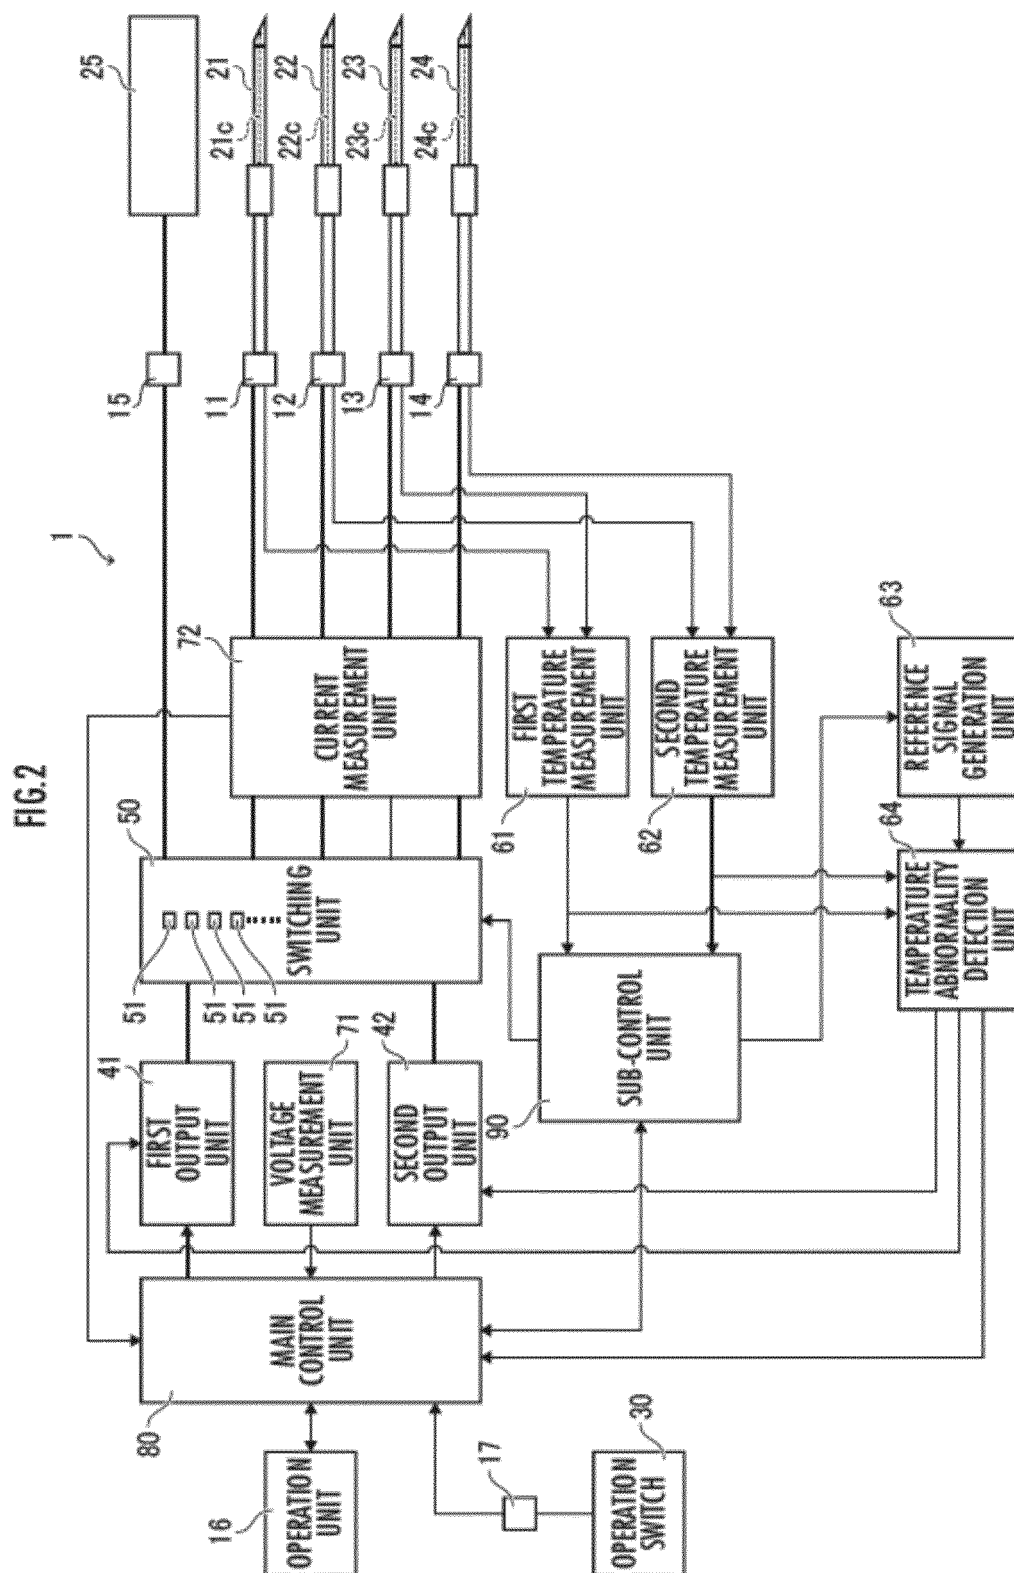 FIG.2
1
25
21
21c
22
22c
23
23c
24
24c
15
11
12
13
14
72
CURRENT
MEASUREMENT
UNIT
FIRST
TEMPERATURE
MEASUREMENT
UNIT
61
SECOND
TEMPERATURE
MEASUREMENT
UNIT
62
63
REFERENCE
SIGNAL
GENERATION
UNIT
64
TEMPERATURE
ABNORMALITY
DETECTION
UNIT
50
SWITCHING
UNIT
51
51
51
51
SUB-CONTROL
UNIT
90
41
FIRST
OUTPUT
UNIT
71
VOLTAGE
MEASUREMENT
UNIT
42
SECOND
OUTPUT
UNIT
MAIN
CONTROL
UNIT
80
16
OPERATION
UNIT
17
30
OPERATION
SWITCH